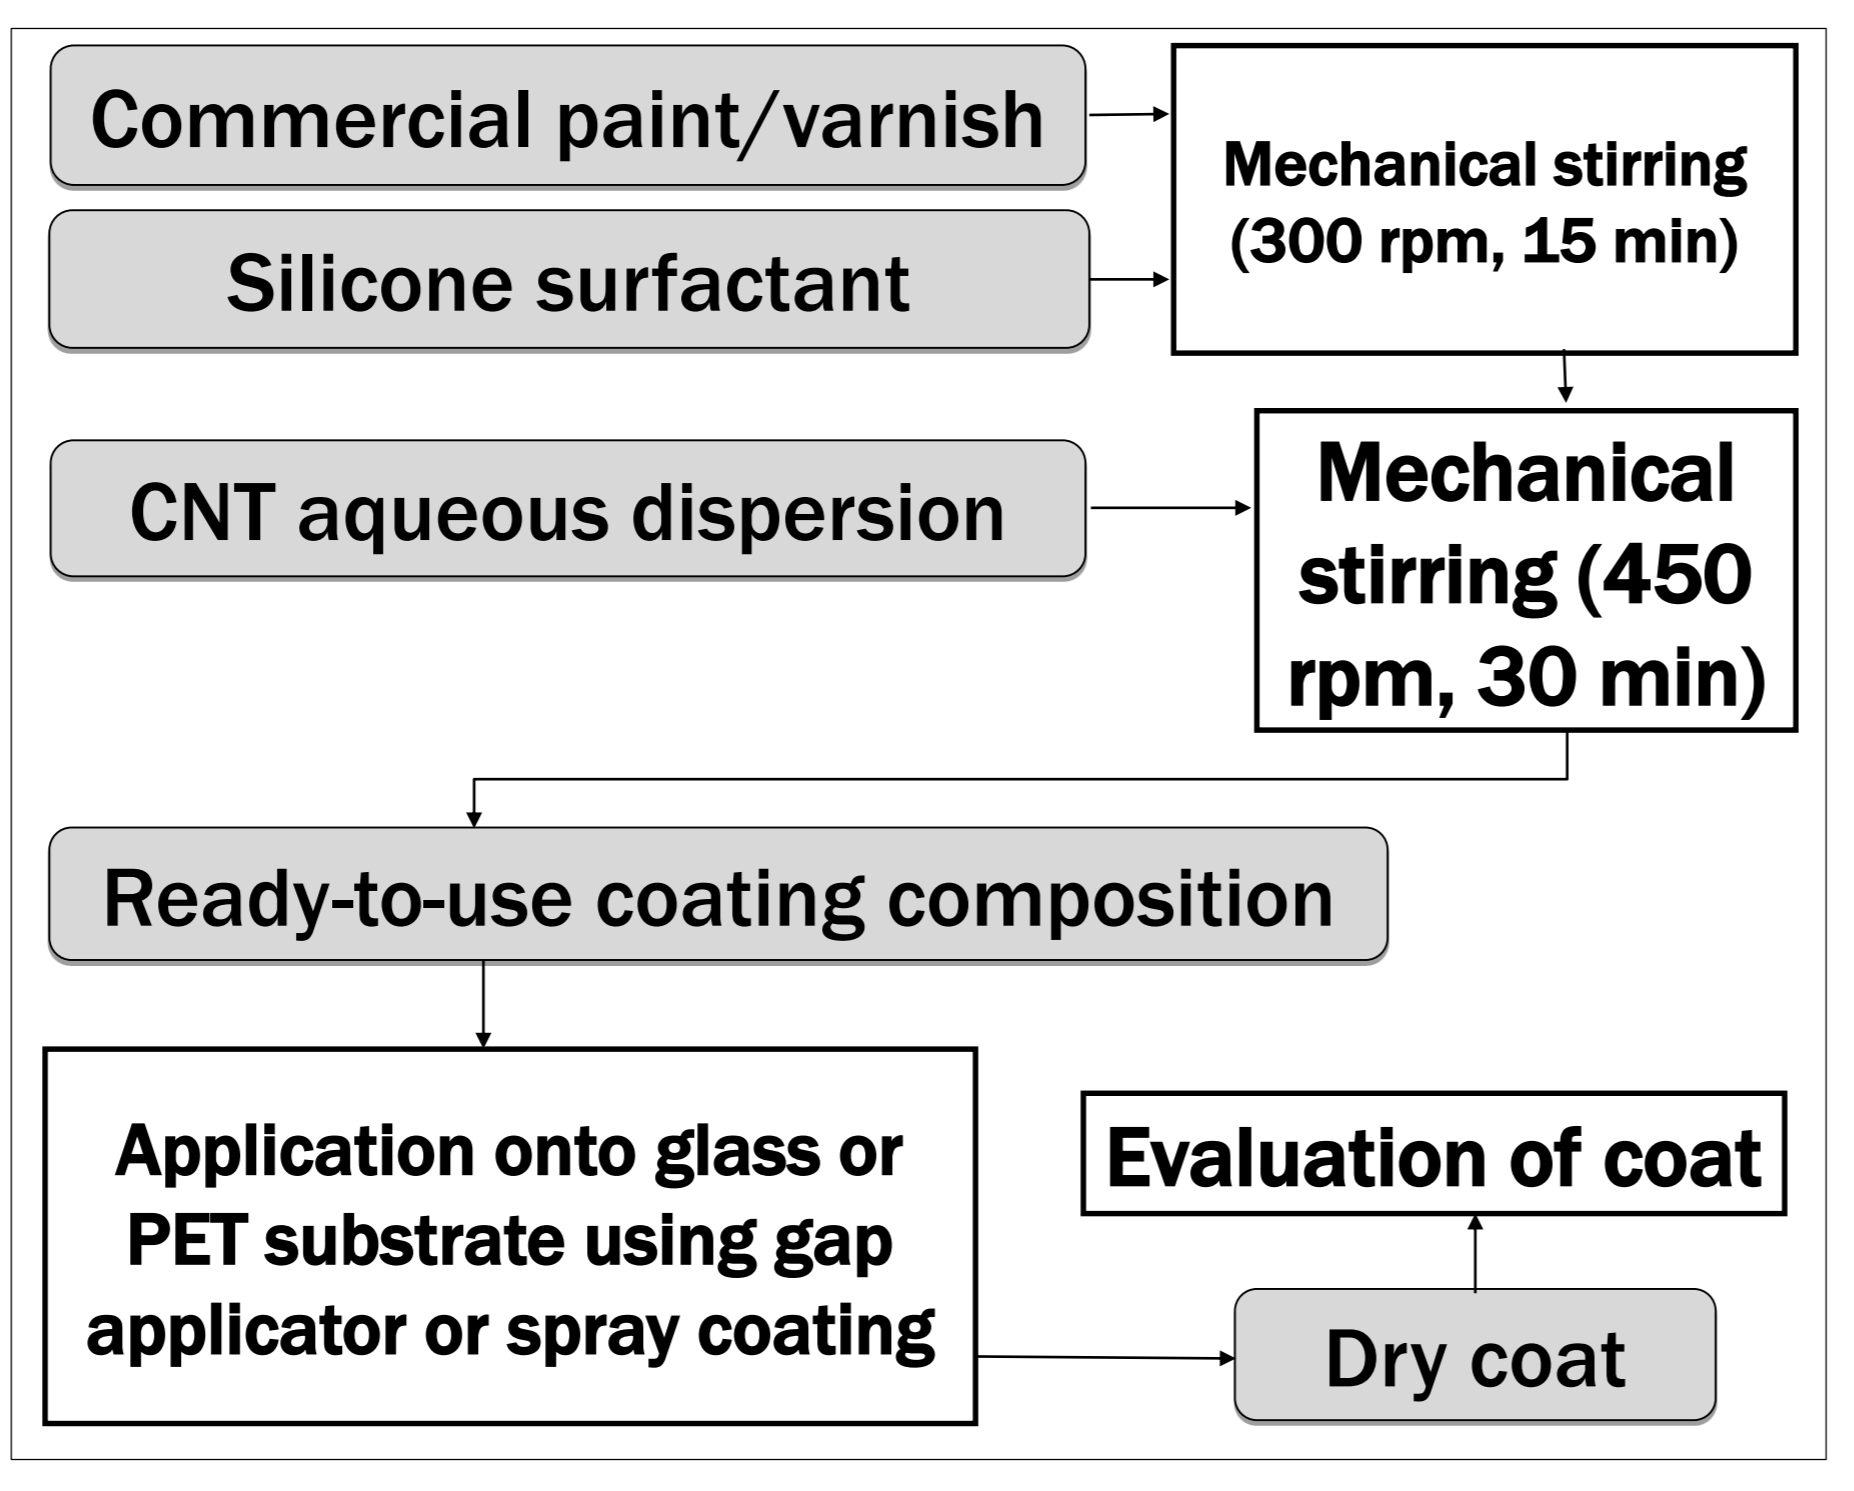 Commercial paint/varnish
Silicone surfactant
Mechanical stirring
(300 rpm, 15 min)
CNT aqueous dispersion
Mechanical
stirring (450
rpm, 30 min)
Ready-to-use coating composition
Application onto glass or
PET substrate using gap
applicator or spray coating
Evaluation of coat
Dry coat